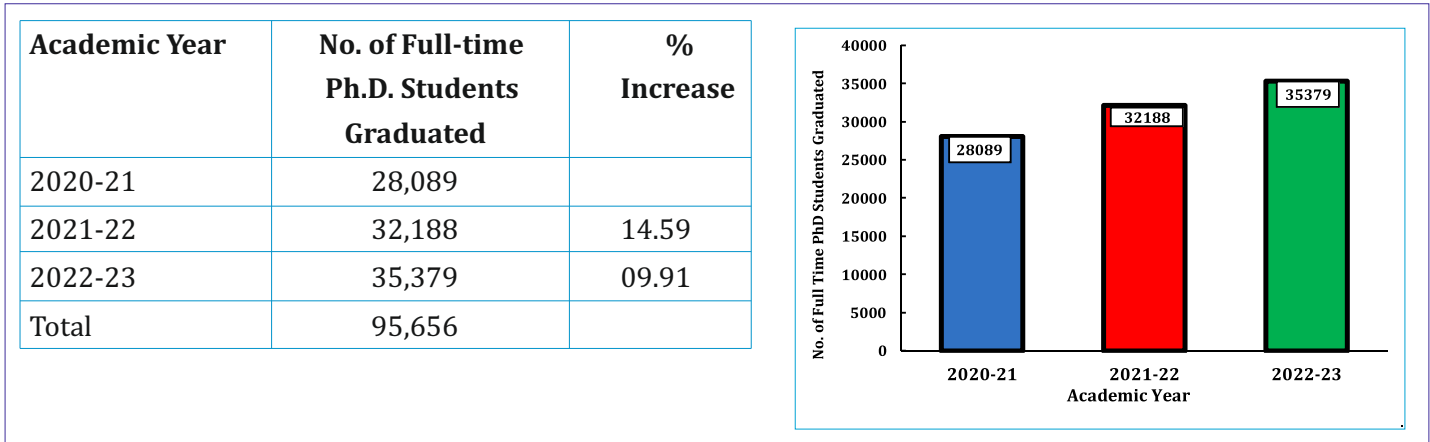 Academic Year No. of Full-time %
Ph.D. Students Increase
Graduated
2020-21 28,089
2021-22 32,188 14.59
2022-23 35,379 09.91
Total 95,656
No. of Full Time PhD Students Graduated
40000
35000
30000
25000
20000
15000
10000
5000
0
28089
32188
35379
2020-21 2021-22 2022-23
Academic Year